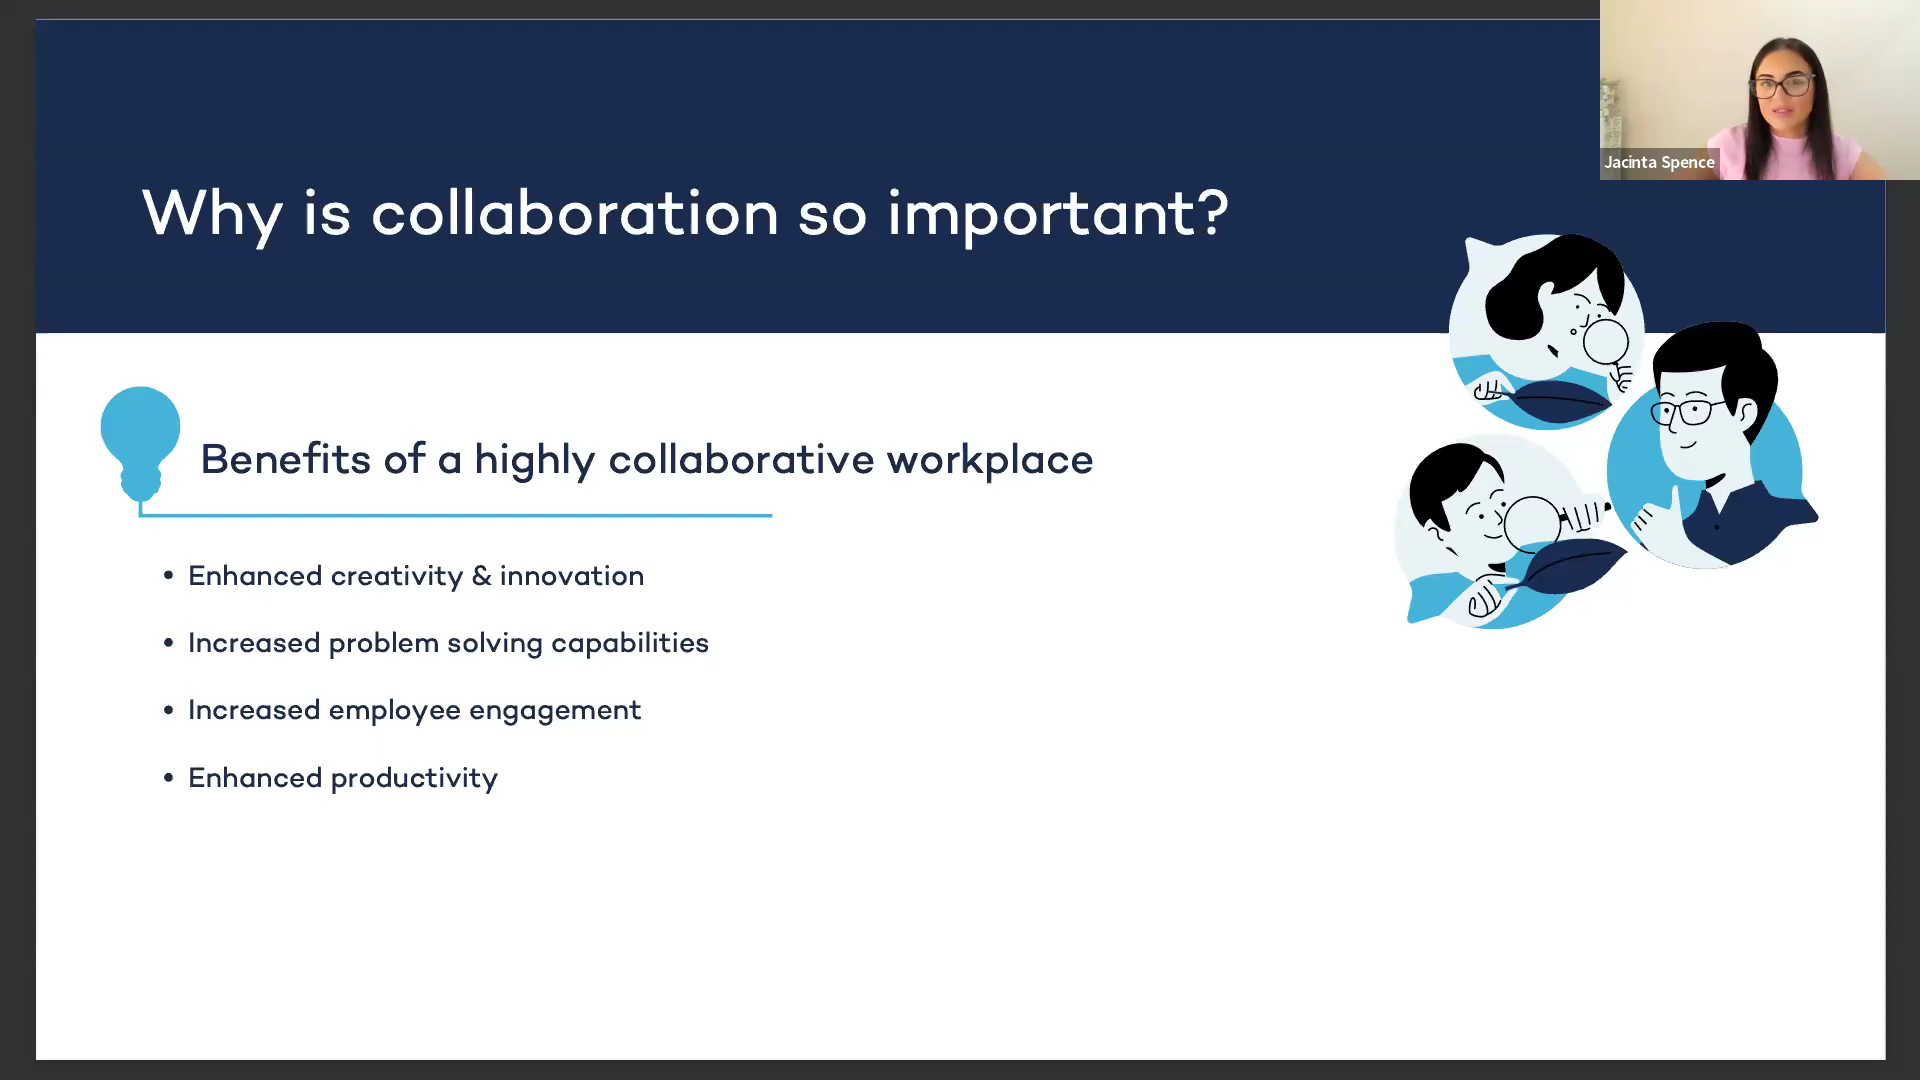 Jacinta Spence
Why is collaboration so important?
Benefits of a highly collaborative workplace
• Enhanced creativity & innovation
• Increased problem solving capabilities
• Increased employee engagement
• Enhanced productivity